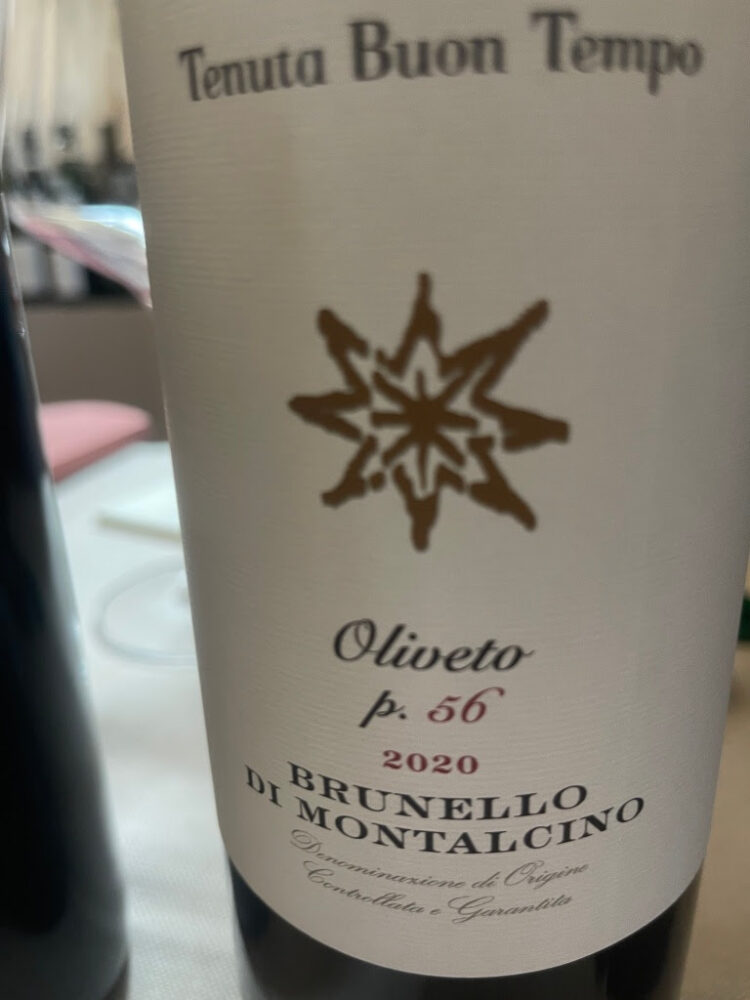 Tenuta Buon Tempo
Oliveto
p. 56
2020
BRUNELLO
DI MONTALCINO
Denominazione di Origine
Controllata e Garantita